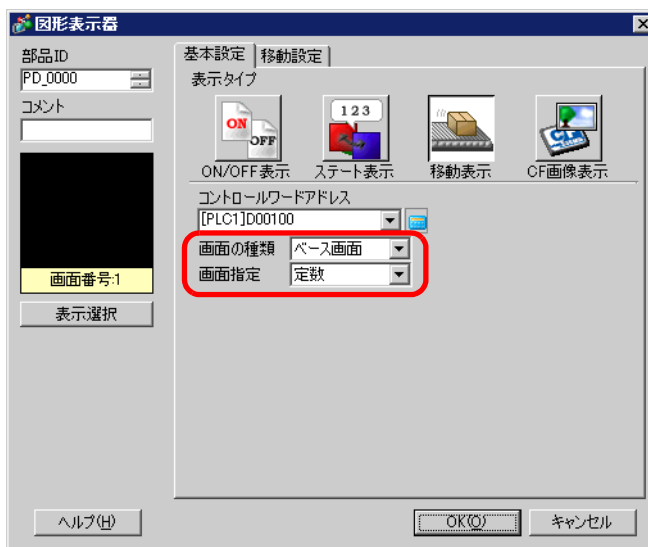 図形表示器
部品ID
PD_0000
コメント
画面番号:1
表示選択
基本設定 移動設定
表示タイプ
ON OFF 123
ON/OFF表示 ステート表示 移動表示 CF画像表示
コントロールワードアドレス
[PLC1]D00100
画面の種類 ベース画面
画面指定 定数
ヘルプ(H) OK(O) キャンセル